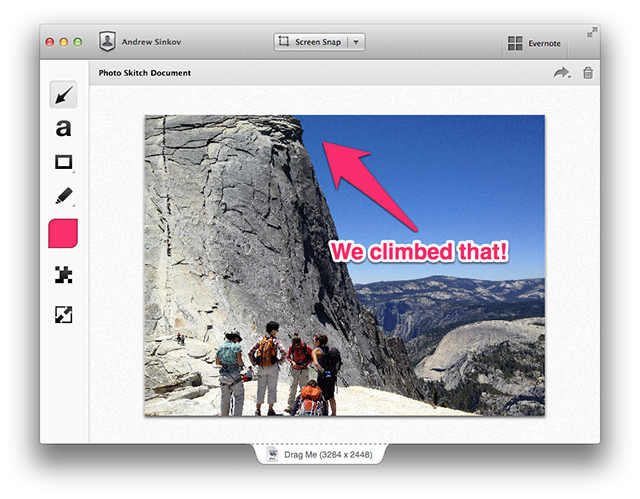 Andrew Sinkov
Screen Snap
Evernote
Photo Skitch Document
a
We climbed that!
Drag Me (3264 x 2448)